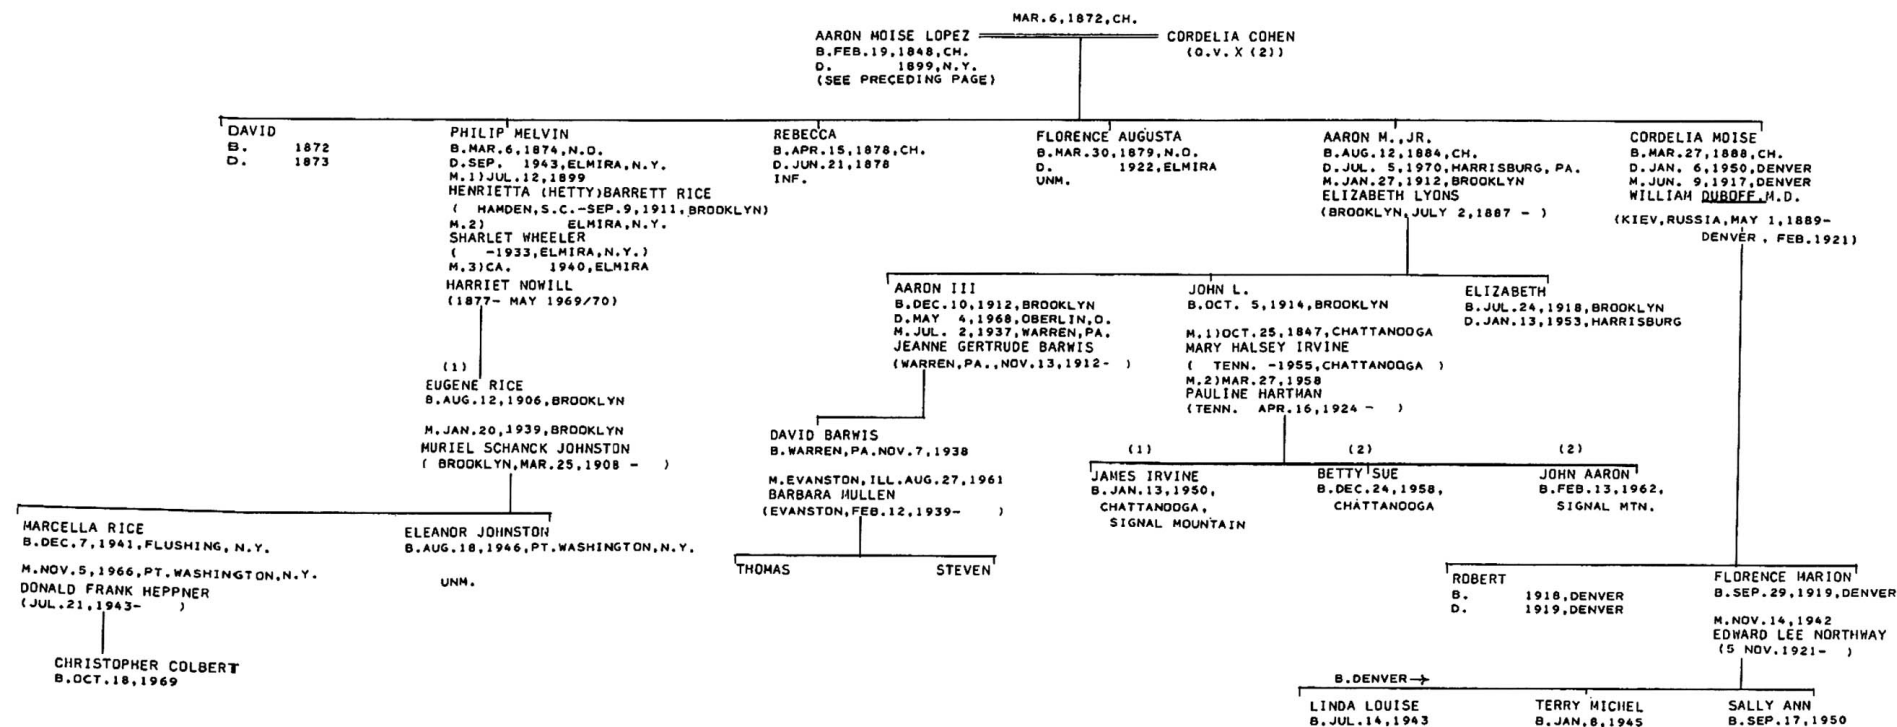 MAR.6,1872,CH.
AARON MOISE LOPEZ
B.FEB.19,1848,CH.
D. 1899,N.Y.
(SEE PRECEDING PAGE)
CORDELIA COHEN
(Q.V. X (2))
DAVID
B. 1872
D. 1873
PHILIP MELVIN
B.MAR.6,1874,N.O.
D.SEP. 1943,ELMIRA,N.Y.
M.1)JUL.12,1899
HENRIETTA (HETTY)BARRETT RICE
( HAMDEN,S.C.-SEP.9,1911,BROOKLYN)
M.2) ELMIRA,N.Y.
SHARLET WHEELER
( -1933,ELMIRA,N.Y.)
M.3)CA. 1940,ELMIRA
HARRIET NOWILL
(1877- MAY 1969/70)
REBECCA
B.APR.15,1878,CH.
D.JUN.21,1878
INF.
FLORENCE AUGUSTA
B.MAR.30,1879,N.O.
D. 1922,ELMIRA
UNM.
AARON M.,JR.
B.AUG.12,1884,CH.
D.JUL. 5,1970,HARRISBURG,PA.
M.JAN.27,1912,BROOKLYN
ELIZABETH LYONS
(BROOKLYN,JULY 2,1887 - )
CORDELIA MOISE
B.MAR.27,1888,CH.
D.JAN. 6,1950,DENVER
M.JUN. 9,1917,DENVER
WILLIAM DUBOFF,M.D.
(KIEV,RUSSIA,MAY 1,1889-
DENVER , FEB.1921)
AARON III
B.DEC.10,1912,BROOKLYN
D.MAY 4,1968,OBERLIN,O.
M.JUL. 2,1937,WARREN,PA.
JEANNE GERTRUDE BARWIS
(WARREN,PA.,NOV.13,1912- )
JOHN L.
B.OCT. 5,1914,BROOKLYN
M.1)OCT.25,1847,CHATTANOOGA
MARY HALSEY IRVINE
( TENN. -1955,CHATTANOOGA )
M.2)MAR.27,1958
PAULINE HARTMAN
(TENN. APR.16,1924 - )
ELIZABETH
B.JUL.24,1918,BROOKLYN
D.JAN.13,1953,HARRISBURG
(1)
EUGENE RICE
B.AUG.12,1906,BROOKLYN
M.JAN.20,1939,BROOKLYN
MURIEL SCHANCK JOHNSTON
( BROOKLYN,MAR.25,1908 - )
DAVID BARWIS
B.WARREN,PA.NOV.7,1938
M.EVANSTON,ILL.AUG.27,1961
BARBARA MULLEN
(EVANSTON,FEB.12,1939- )
(1)
JAMES IRVINE
B.JAN.13,1950,
CHATTANOOGA,
SIGNAL MOUNTAIN
(2)
BETTY SUE
B.DEC.24,1958,
CHATTANOOGA
(2)
JOHN AARON
B.FEB.13,1962,
SIGNAL MTN.
MARCELLA RICE
B.DEC.7,1941,FLUSHING,N.Y.
M.NOV.5,1966,PT.WASHINGTON,N.Y.
DONALD FRANK HEPPNER
(JUL.21,1943- )
ELEANOR JOHNSTON
B.AUG.18,1946,PT.WASHINGTON,N.Y.
UNM.
THOMAS
STEVEN
ROBERT
B. 1918,DENVER
D. 1919,DENVER
FLORENCE MARION
B.SEP.29,1919,DENVER
M.NOV.14,1942
EDWARD LEE NORTHWAY
(5 NOV.1921- )
CHRISTOPHER COLBERT
B.OCT.18,1969
B.DENVER→
LINDA LOUISE
B.JUL.14,1943
TERRY MICHEL
B.JAN.8,1945
SALLY ANN
B.SEP.17,1950